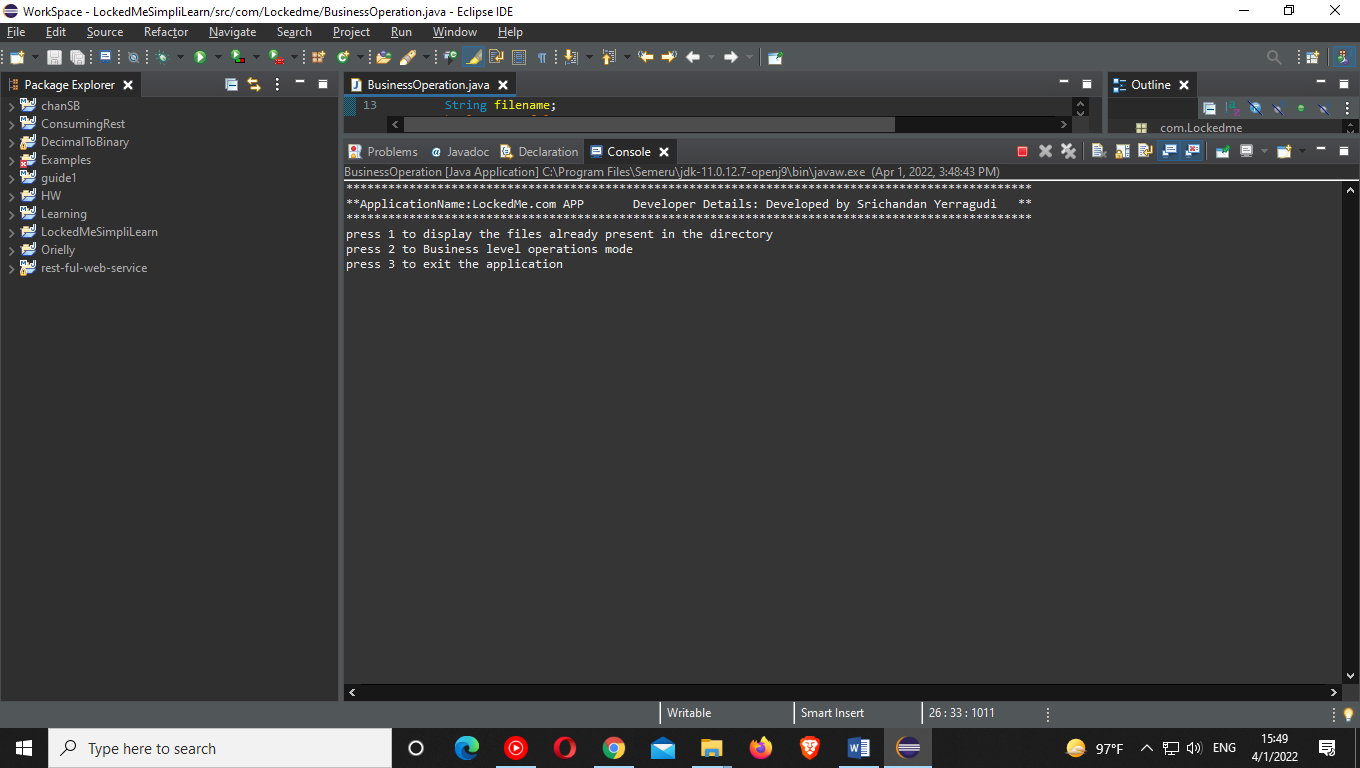 WorkSpace - LockedMeSimpliLearn/src/com/Lockedme/BusinessOperation.java - Eclipse IDE
File Edit Source Refactor Navigate Search Project Run Window Help
Package Explorer
chanSB
ConsumingRest
DecimalToBinary
Examples
guide1
HW
Learning
LockedMeSimpliLearn
Orielly
rest-ful-web-service
BusinessOperation.java
13 String filename;
Outline
com.Lockedme
Problems Javadoc Declaration Console
BusinessOperation [Java Application] C:\Program Files\Semeru\jdk-11.0.12.7-openj9\bin\javaw.exe (Apr 1, 2022, 3:48:43 PM)
**************************************************************************************************
**ApplicationName:LockedMe.com APP       Developer Details: Developed by Srichandan Yerragudi   **
**************************************************************************************************
press 1 to display the files already present in the directory
press 2 to Business level operations mode
press 3 to exit the application
Writable Smart Insert 26 : 33 : 1011
Type here to search
97°F ENG
15:49
4/1/2022